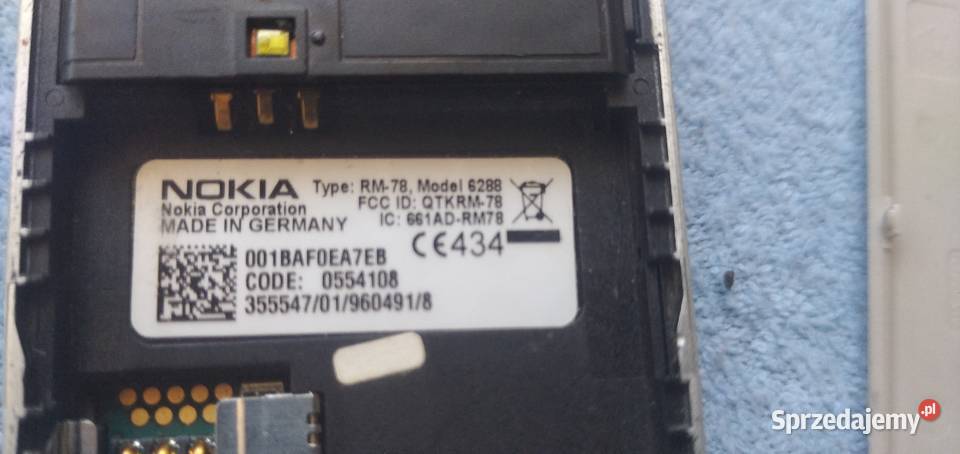 NOKIA Type: RM-78, Model 6288
Nokia Corporation FCC ID: QTKRM-78
MADE IN GERMANY IC: 661AD-RM78
CE434
001BAF0EA7EB
CODE: 0554108
355547/01/960491/8
Sprzedajemy.pl